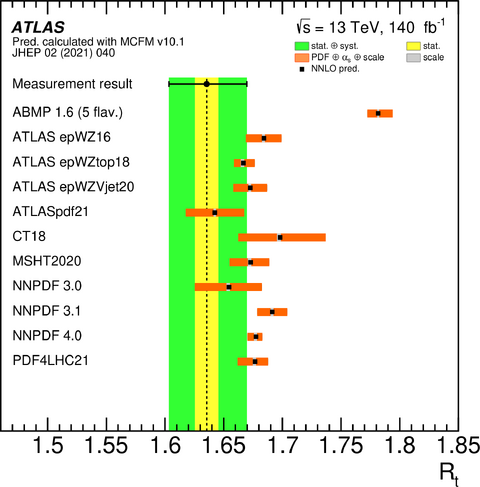 ATLAS
Pred. calculated with MCFM v10.1
JHEP 02 (2021) 040
√s = 13 TeV, 140 fb⁻¹
stat. ⊕ syst.
stat.
PDF ⊕ αs ⊕ scale
scale
NNLO pred.
Measurement result
ABMP 1.6 (5 flav.)
ATLAS epWZ16
ATLAS epWZtop18
ATLAS epWZVjet20
ATLASpdf21
CT18
MSHT2020
NNPDF 3.0
NNPDF 3.1
NNPDF 4.0
PDF4LHC21
1.5 1.55 1.6 1.65 1.7 1.75 1.8 1.85
Rt